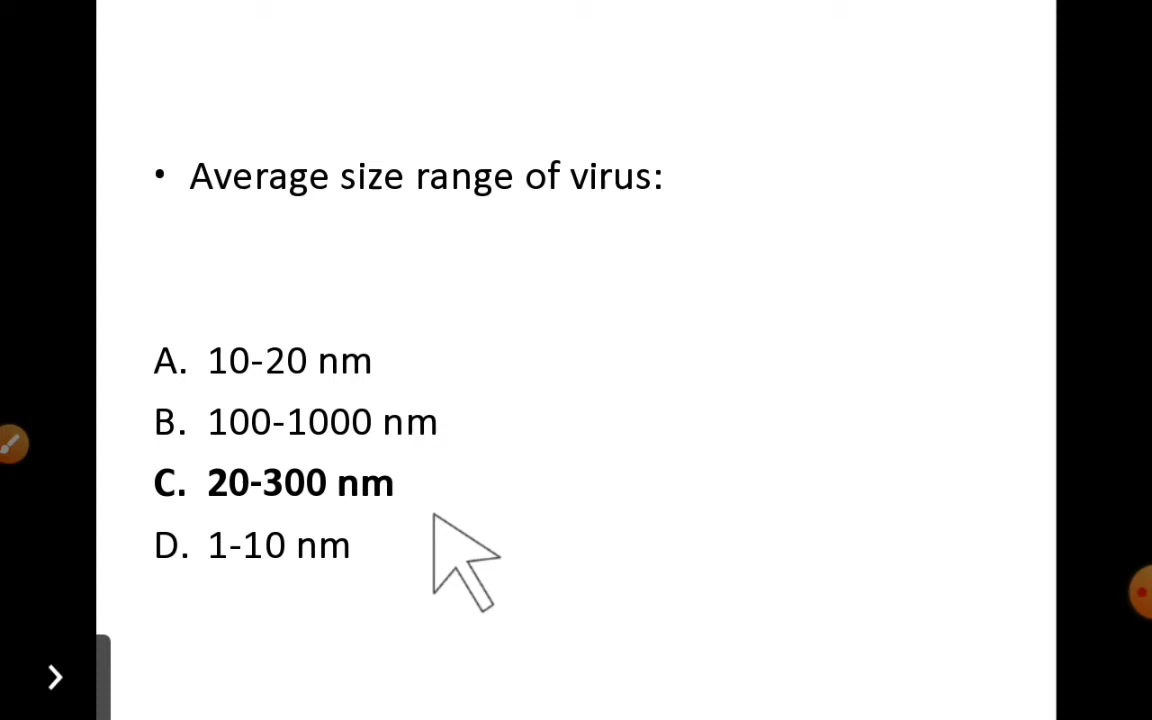 • Average size range of virus:
A. 10-20 nm
B. 100-1000 nm
C. 20-300 nm
D. 1-10 nm